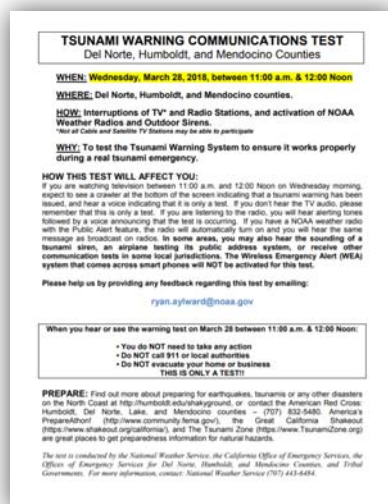 TSUNAMI WARNING COMMUNICATIONS TEST
Del Norte, Humboldt, and Mendocino Counties
WHEN: Wednesday, March 28, 2018, between 11:00 a.m. & 12:00 Noon
WHERE: Del Norte, Humboldt, and Mendocino counties.
HOW: Interruptions of TV* and Radio Stations, and activation of NOAA
Weather Radios and Outdoor Sirens.
*Not all Cable and Satellite TV Stations may be able to participate
WHY: To test the Tsunami Warning System to ensure it works properly
during a real tsunami emergency.
HOW THIS TEST WILL AFFECT YOU:
If you are watching television between 11:00 a.m. and 12:00 Noon on Wednesday morning,
expect to see a crawler at the bottom of the screen indicating that a tsunami warning has been
issued, and hear a voice indicating that it is only a test. If you don't hear the TV audio, please
remember that this is only a test. If you are listening to the radio, you will hear alerting tones
followed by a voice announcing that the test is occurring. If you have a NOAA weather radio
with the Public Alert feature, the radio will automatically turn on and you will hear the same
message as broadcast on radios. In some areas, you may also hear the sounding of a
tsunami siren, an airplane testing its public address system, or receive other
communication tests in some local jurisdictions. The Wireless Emergency Alert (WEA)
system that comes across smart phones will NOT be activated for this test.
Please help us by providing any feedback regarding this test by emailing:
ryan.aylward@noaa.gov
When you hear or see the warning test on March 28 between 11:00 a.m. & 12:00 Noon:
• You do NOT need to take any action
• Do NOT call 911 or local authorities
• Do NOT evacuate your home or business
THIS IS ONLY A TEST!!
PREPARE: Find out more about preparing for earthquakes, tsunamis or any other disasters
on the North Coast at http://humboldt.edu/shakyground, or contact the American Red Cross:
Humboldt, Del Norte, Lake, and Mendocino counties – (707) 832-5480. America's
PrepareAthon! (http://www.community.fema.gov/), the Great California Shakeout
(https://www.shakeout.org/california/), and The Tsunami Zone (https://www.TsunamiZone.org)
are great places to get preparedness information for natural hazards.
The test is conducted by the National Weather Service, the California Office of Emergency Services, the
Offices of Emergency Services for Del Norte, Humboldt, and Mendocino Counties, and Tribal
Governments. For more information, contact: National Weather Service (707) 443-6484.